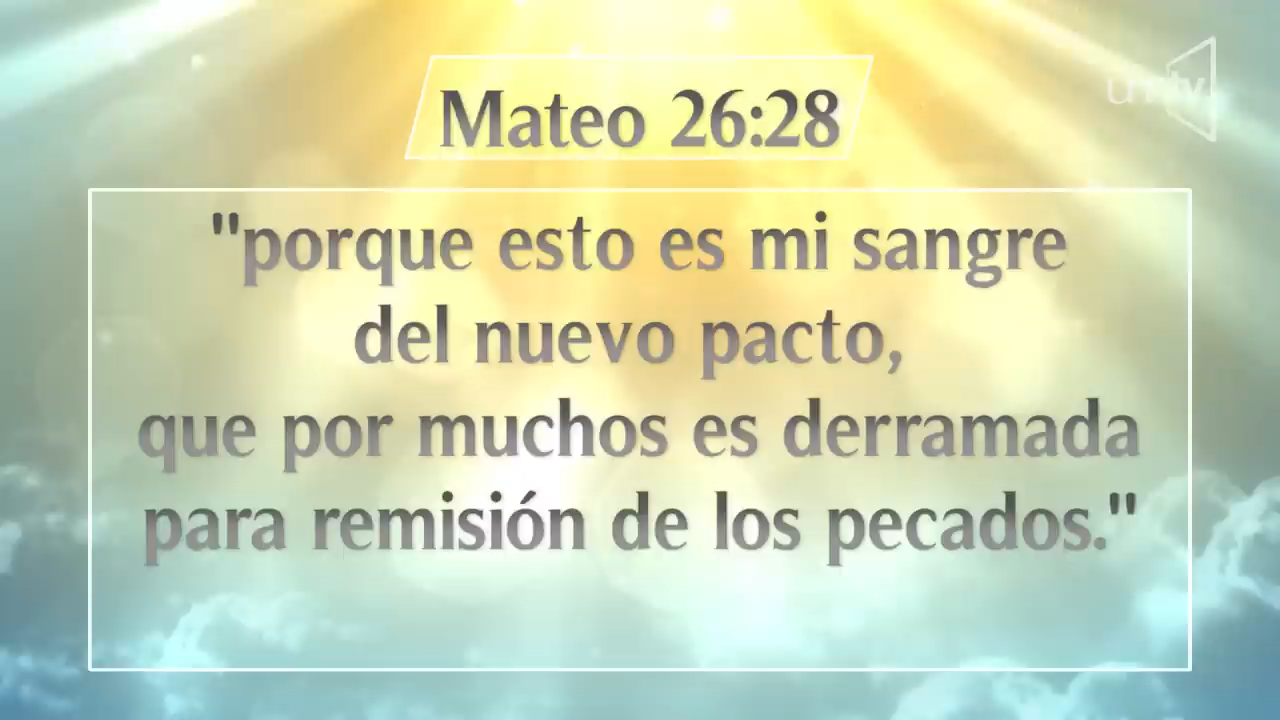 Mateo 26:28
"porque esto es mi sangre
del nuevo pacto,
que por muchos es derramada
para remisión de los pecados."